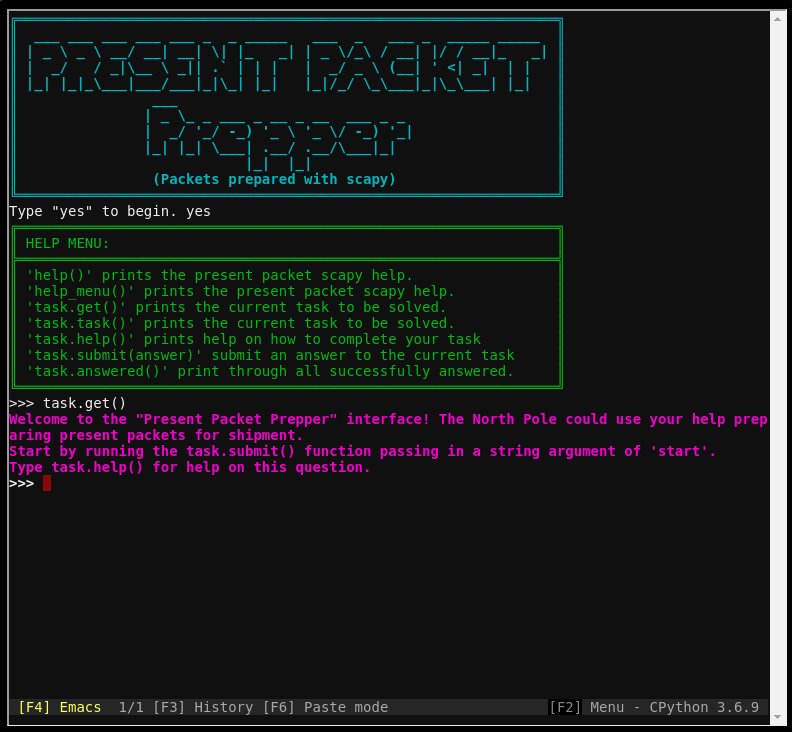 PRESENT PACKET
Prepper
(Packets prepared with scapy)
Type "yes" to begin. yes
HELP MENU:
'help()' prints the present packet scapy help.
'help_menu()' prints the present packet scapy help.
'task.get()' prints the current task to be solved.
'task.task()' prints the current task to be solved.
'task.help()' prints help on how to complete your task
'task.submit(answer)' submit an answer to the current task
'task.answered()' print through all successfully answered.
>>> task.get()
Welcome to the "Present Packet Prepper" interface! The North Pole could use your help prep
aring present packets for shipment.
Start by running the task.submit() function passing in a string argument of 'start'.
Type task.help() for help on this question.
>>>
[F4] Emacs  1/1 [F3] History [F6] Paste mode [F2] Menu - CPython 3.6.9